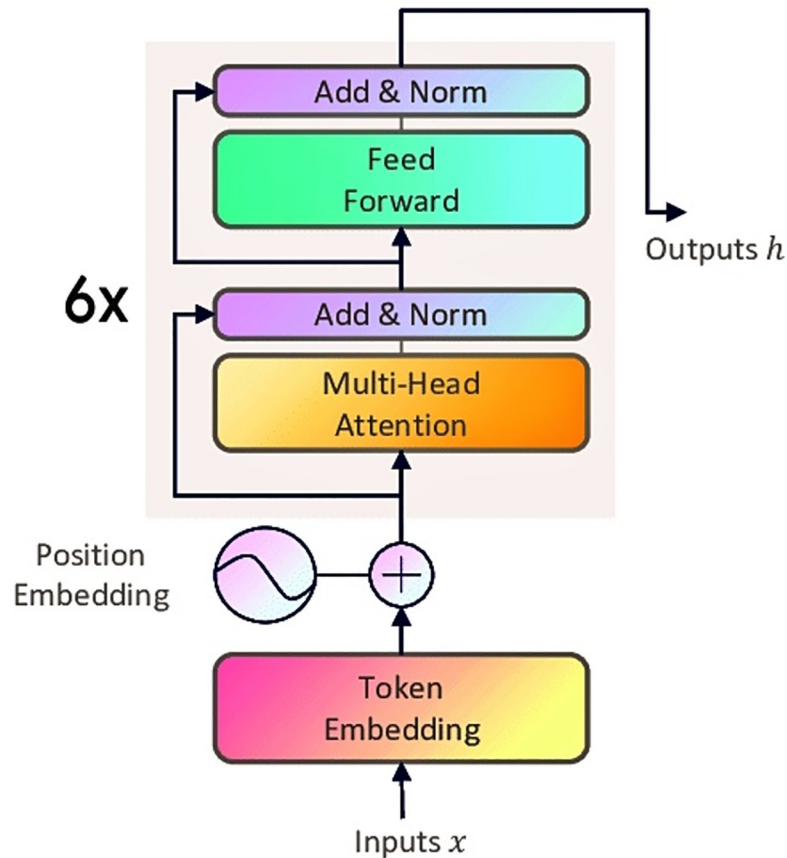 Add & Norm
Feed
Forward
Outputs h
6x
Add & Norm
Multi-Head
Attention
Position
Embedding
Token
Embedding
Inputs x